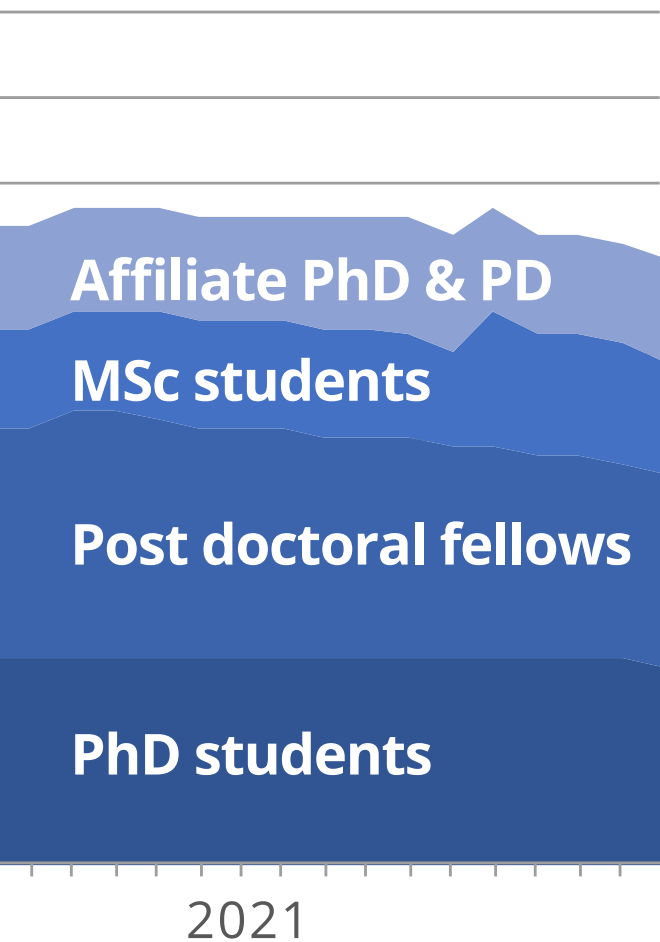 Affiliate PhD & PD
MSc students
Post doctoral fellows
PhD students
2021